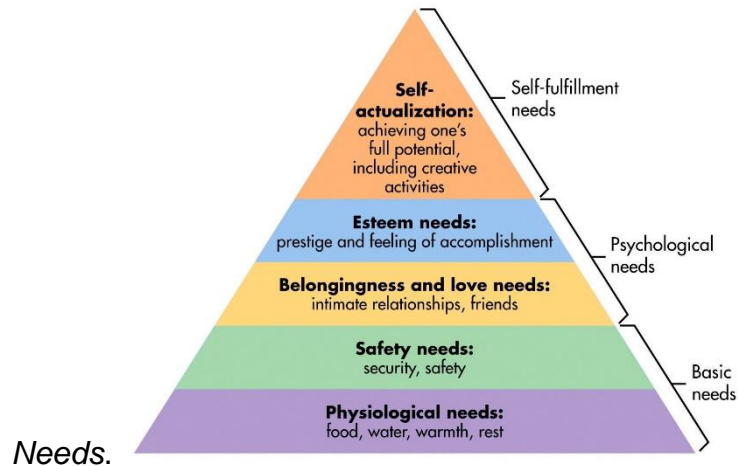 Self-
actualization:
achieving one's
full potential,
including creative
activities
Self-fulfillment
needs
Esteem needs:
prestige and feeling of accomplishment
Psychological
needs
Belongingness and love needs:
intimate relationships, friends
Safety needs:
security, safety
Basic
needs
Physiological needs:
food, water, warmth, rest
Needs.